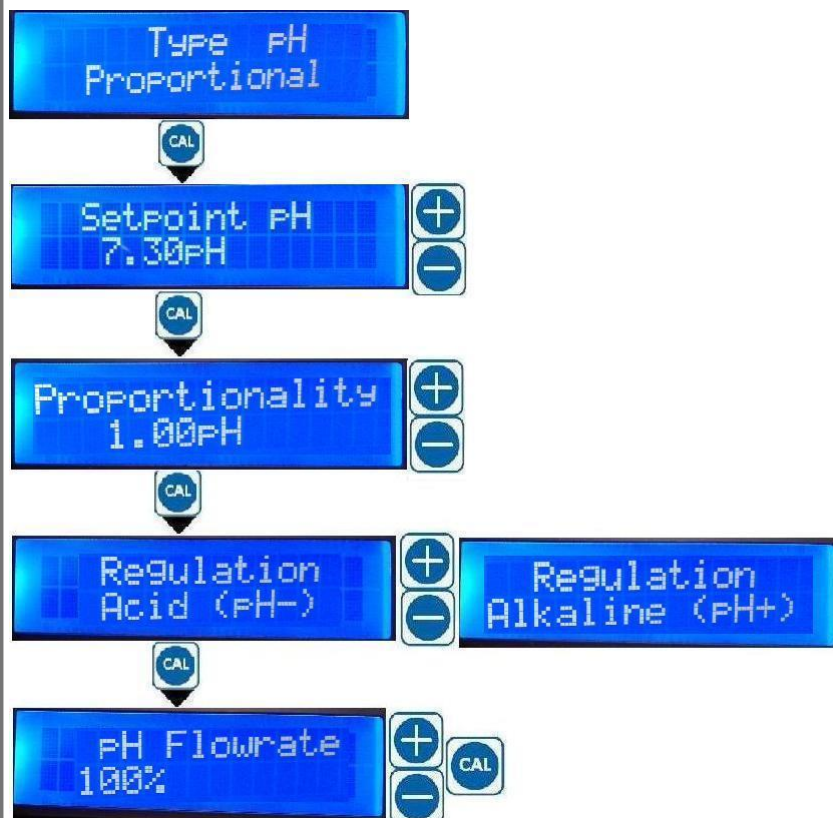 Type pH
Proportional
CAL
Setpoint pH
7.30pH
CAL
Proportionality
1.00pH
CAL
Regulation
Acid (pH-)
Regulation
Alkaline (pH+)
CAL
pH Flowrate
100%
CAL